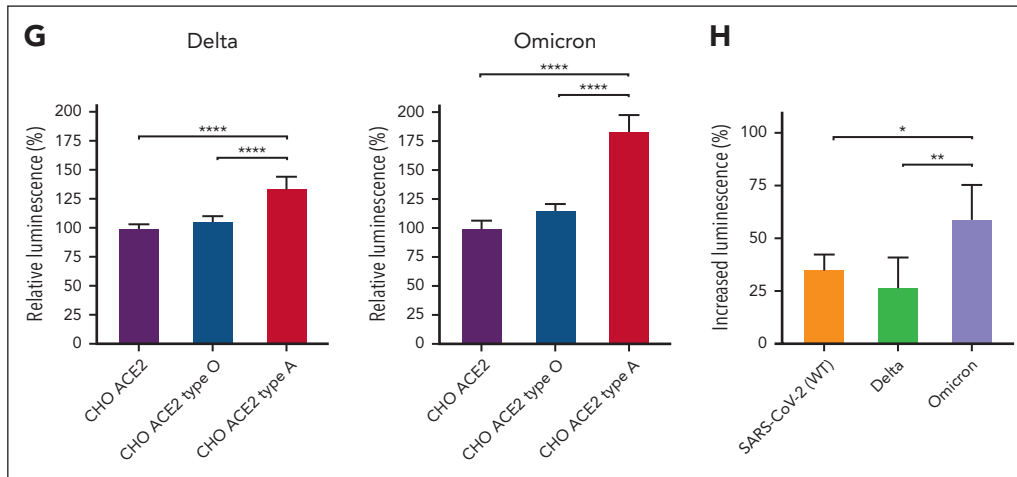 G
Delta
Relative luminescence (%)
200
175
150
125
100
75
50
25
0
****
****
CHO ACE2
CHO ACE2 type O
CHO ACE2 type A
Omicron
Relative luminescence (%)
200
175
150
125
100
75
50
25
0
****
****
CHO ACE2
CHO ACE2 type O
CHO ACE2 type A
H
Increased luminescence (%)
100
75
50
25
0
*
**
SARS-CoV-2 (WT)
Delta
Omicron